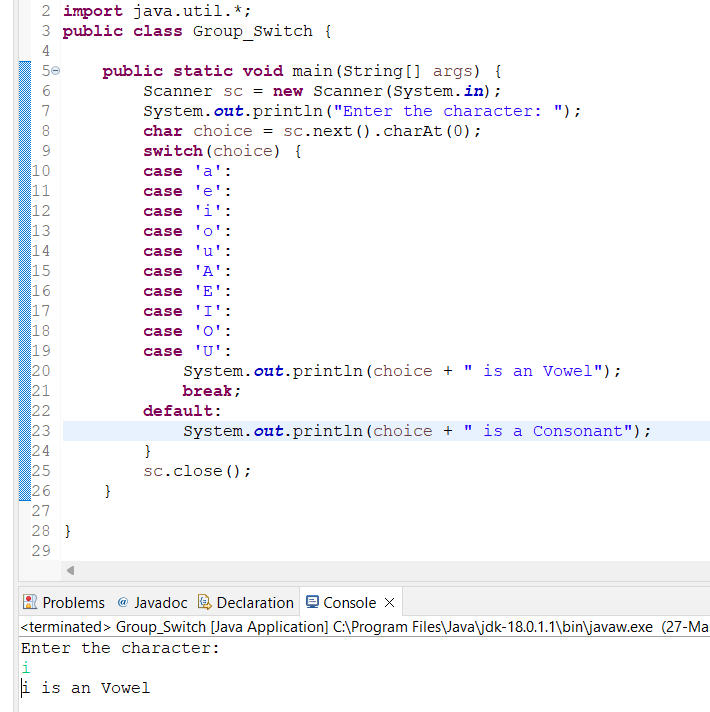 2 import java.util.*;
3 public class Group_Switch {
4
5 public static void main(String[] args) {
6 Scanner sc = new Scanner(System.in);
7 System.out.println("Enter the character: ");
8 char choice = sc.next().charAt(0);
9 switch(choice) {
10 case 'a':
11 case 'e':
12 case 'i':
13 case 'o':
14 case 'u':
15 case 'A':
16 case 'E':
17 case 'I':
18 case 'O':
19 case 'U':
20 System.out.println(choice + " is an Vowel");
21 break;
22 default:
23 System.out.println(choice + " is a Consonant");
24 }
25 sc.close();
26 }
27
28 }
29
Problems @ Javadoc Declaration Console
<terminated> Group_Switch [Java Application] C:\Program Files\Java\jdk-18.0.1.1\bin\javaw.exe (27-Ma
Enter the character:
i
i is an Vowel